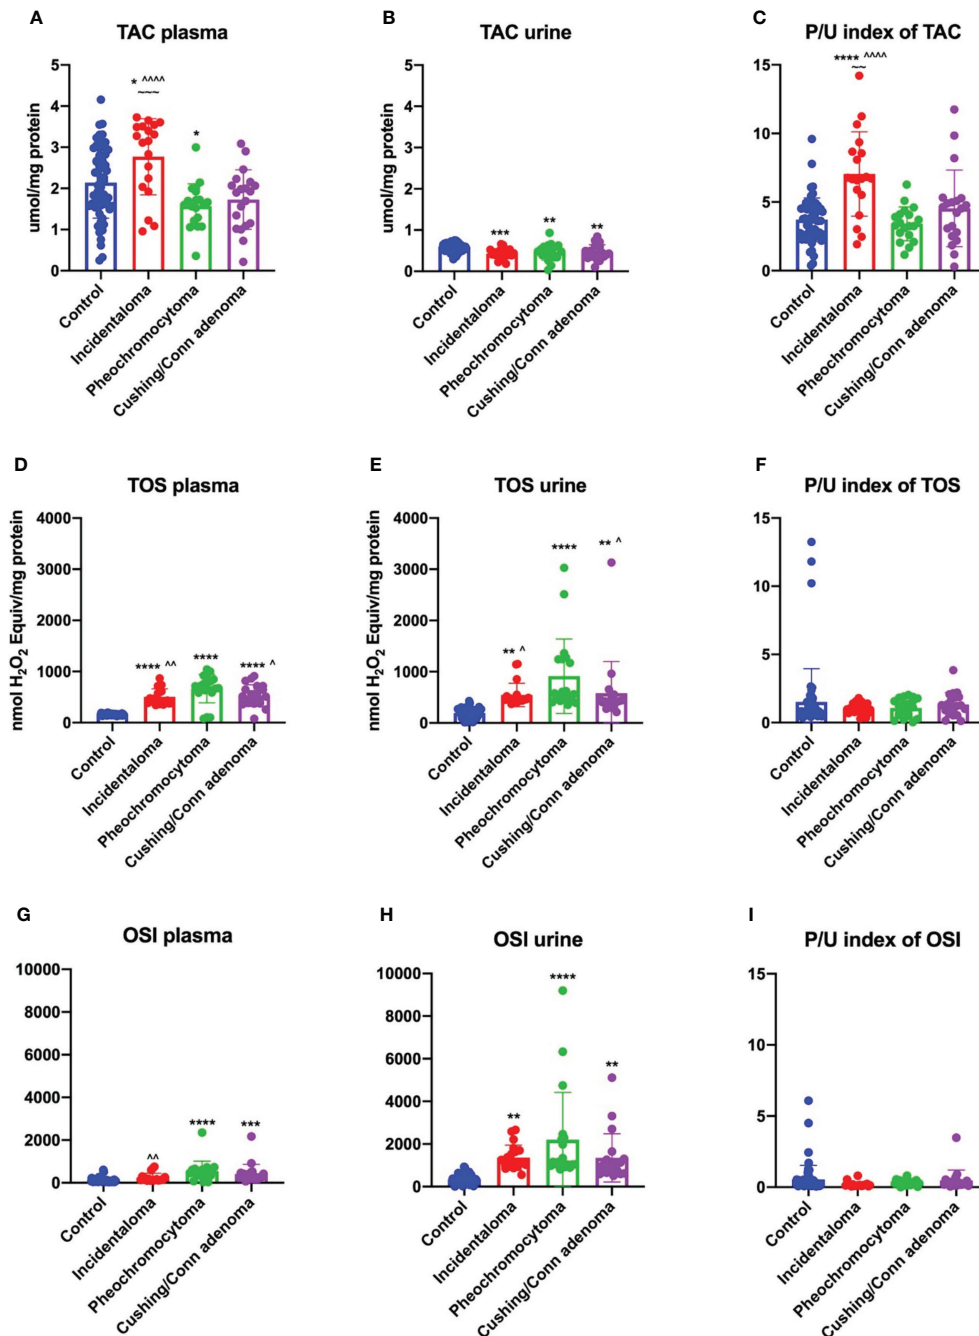 A
TAC plasma
* ^^^^
~~~
*
umol/mg protein
5
4
3
2
1
0
Control
Incidentaloma
Pheochromocytoma
Cushing/Conn adenoma
B
TAC urine
umol/mg protein
5
4
3
2
1
0
***
**
**
Control
Incidentaloma
Pheochromocytoma
Cushing/Conn adenoma
C
P/U index of TAC
**** ^^^^
~~
15
10
5
0
Control
Incidentaloma
Pheochromocytoma
Cushing/Conn adenoma
D
TOS plasma
nmol H₂O₂ Equiv/mg protein
4000
3000
2000
1000
0
**** ^^
****
**** ^
Control
Incidentaloma
Pheochromocytoma
Cushing/Conn adenoma
E
TOS urine
nmol H₂O₂ Equiv/mg protein
4000
3000
2000
1000
0
** ^
****
** ^
Control
Incidentaloma
Pheochromocytoma
Cushing/Conn adenoma
F
P/U index of TOS
15
10
5
0
Control
Incidentaloma
Pheochromocytoma
Cushing/Conn adenoma
G
OSI plasma
10000
8000
6000
4000
2000
0
^^
****
***
Control
Incidentaloma
Pheochromocytoma
Cushing/Conn adenoma
H
OSI urine
10000
8000
6000
4000
2000
0
**
****
**
Control
Incidentaloma
Pheochromocytoma
Cushing/Conn adenoma
I
P/U index of OSI
15
10
5
0
Control
Incidentaloma
Pheochromocytoma
Cushing/Conn adenoma